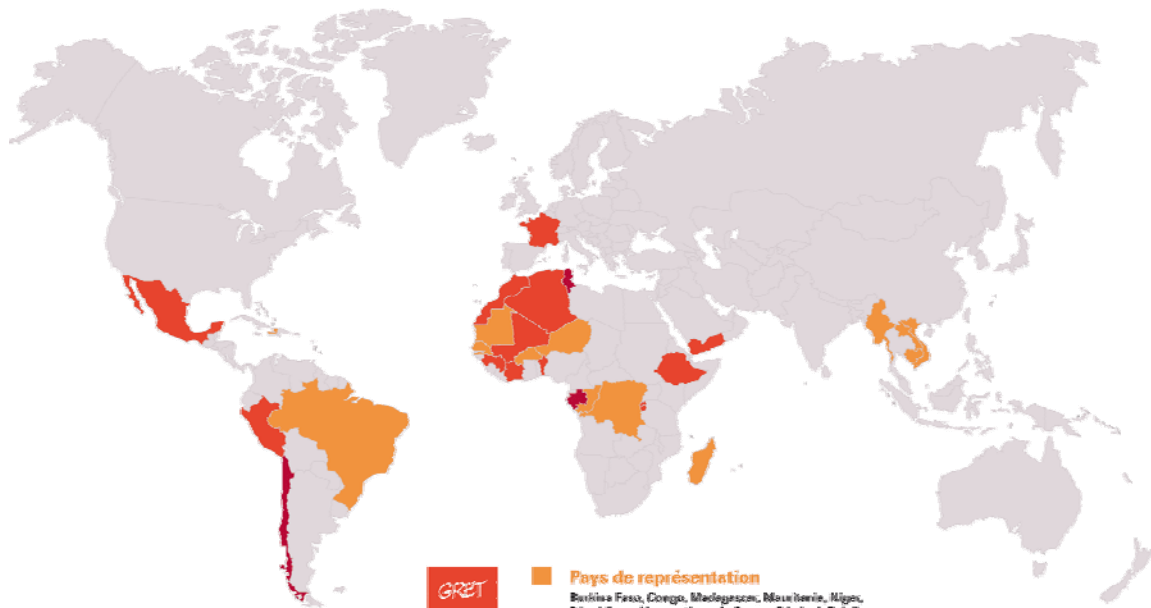 GRET
Pays de représentation
Burkina Faso, Congo, Madagascar, Mauritanie, Niger,